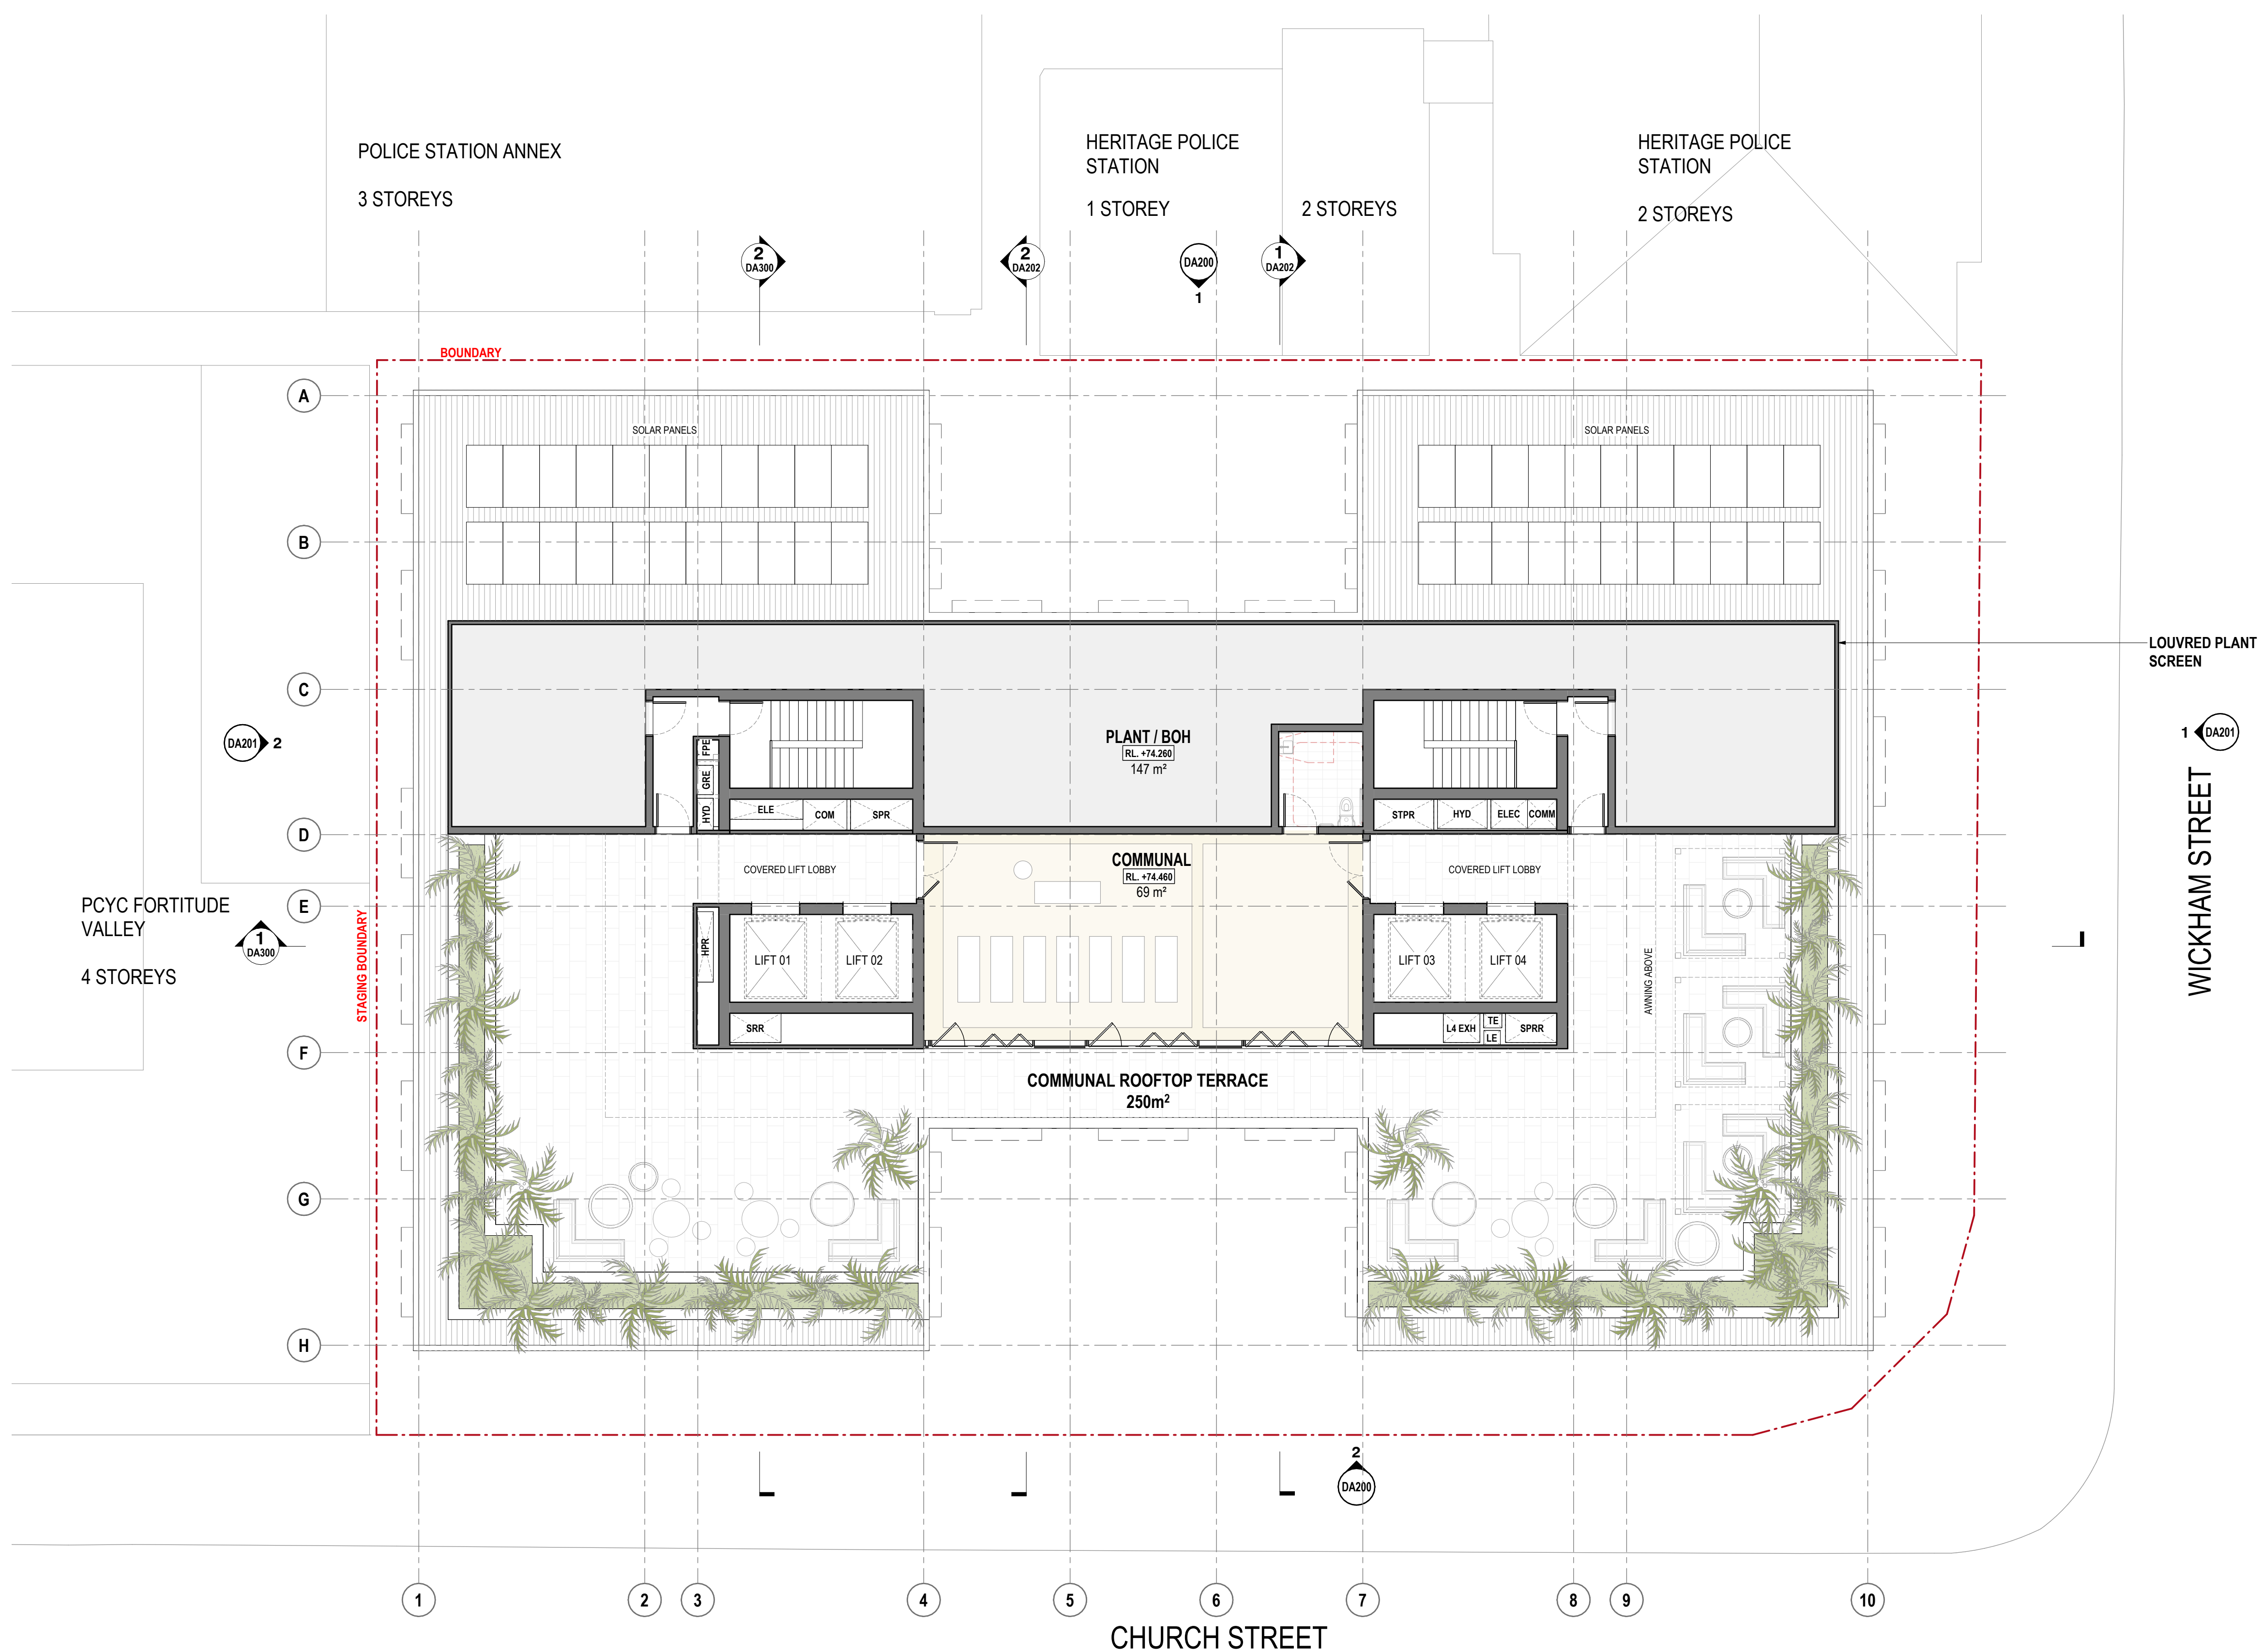 POLICE STATION ANNEX
3 STOREYS
HERITAGE POLICE
STATION
1 STOREY
2 STOREYS
HERITAGE POLICE
STATION
2 STOREYS
2
DA300
2
DA202
DA200
1
1
DA202
BOUNDARY
A
SOLAR PANELS
SOLAR PANELS
B
LOUVRED PLANT
SCREEN
C
DA201
2
1
DA201
WICKHAM STREET
PLANT / BOH
RL. +74.260
147 m²
FPE
GRE
HYD
ELE
COM
SPR
STPR
HYD
ELEC
COMM
D
COVERED LIFT LOBBY
COMMUNAL
RL. +74.460
69 m²
COVERED LIFT LOBBY
PCYC FORTITUDE
VALLEY
4 STOREYS
E
1
DA300
STAGING BOUNDARY
HPR
LIFT 01
LIFT 02
LIFT 03
LIFT 04
AWNING ABOVE
SRR
L4 EXH
TE
LE
SPRR
F
COMMUNAL ROOFTOP TERRACE
250m²
G
H
2
DA200
1
2
3
4
5
6
7
8
9
10
CHURCH STREET